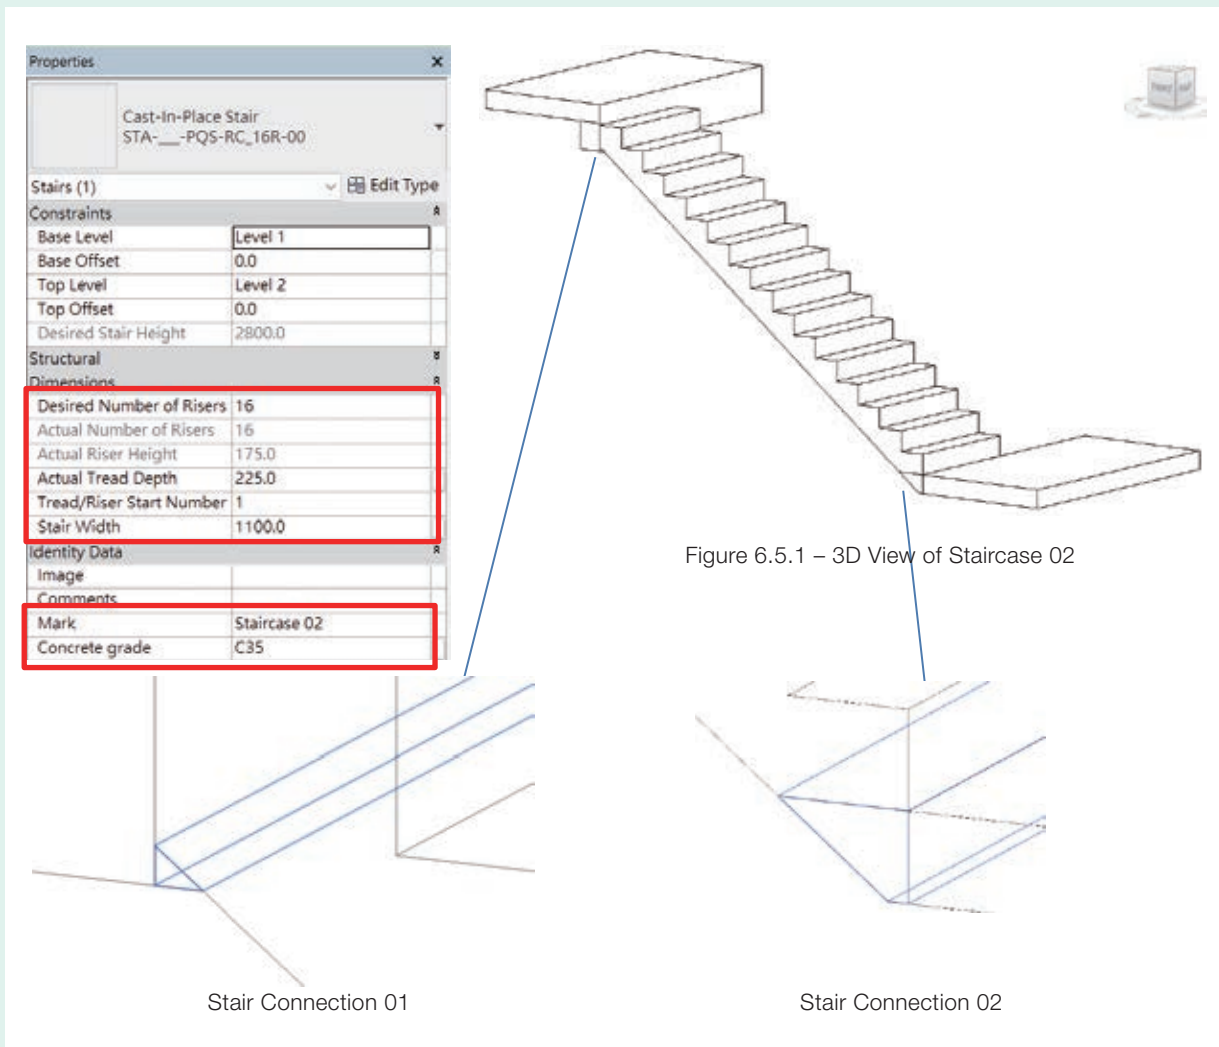 Properties
Cast-In-Place Stair
STA-___-PQS-RC_16R-00
Stairs (1) Edit Type
Constraints
Base Level Level 1
Base Offset 0.0
Top Level Level 2
Top Offset 0.0
Desired Stair Height 2800.0
Structural
Dimensions
Desired Number of Risers 16
Actual Number of Risers 16
Actual Riser Height 175.0
Actual Tread Depth 225.0
Tread/Riser Start Number 1
Stair Width 1100.0
Identity Data
Image
Comments
Mark Staircase 02
Concrete grade C35
Figure 6.5.1 – 3D View of Staircase 02
Stair Connection 01
Stair Connection 02